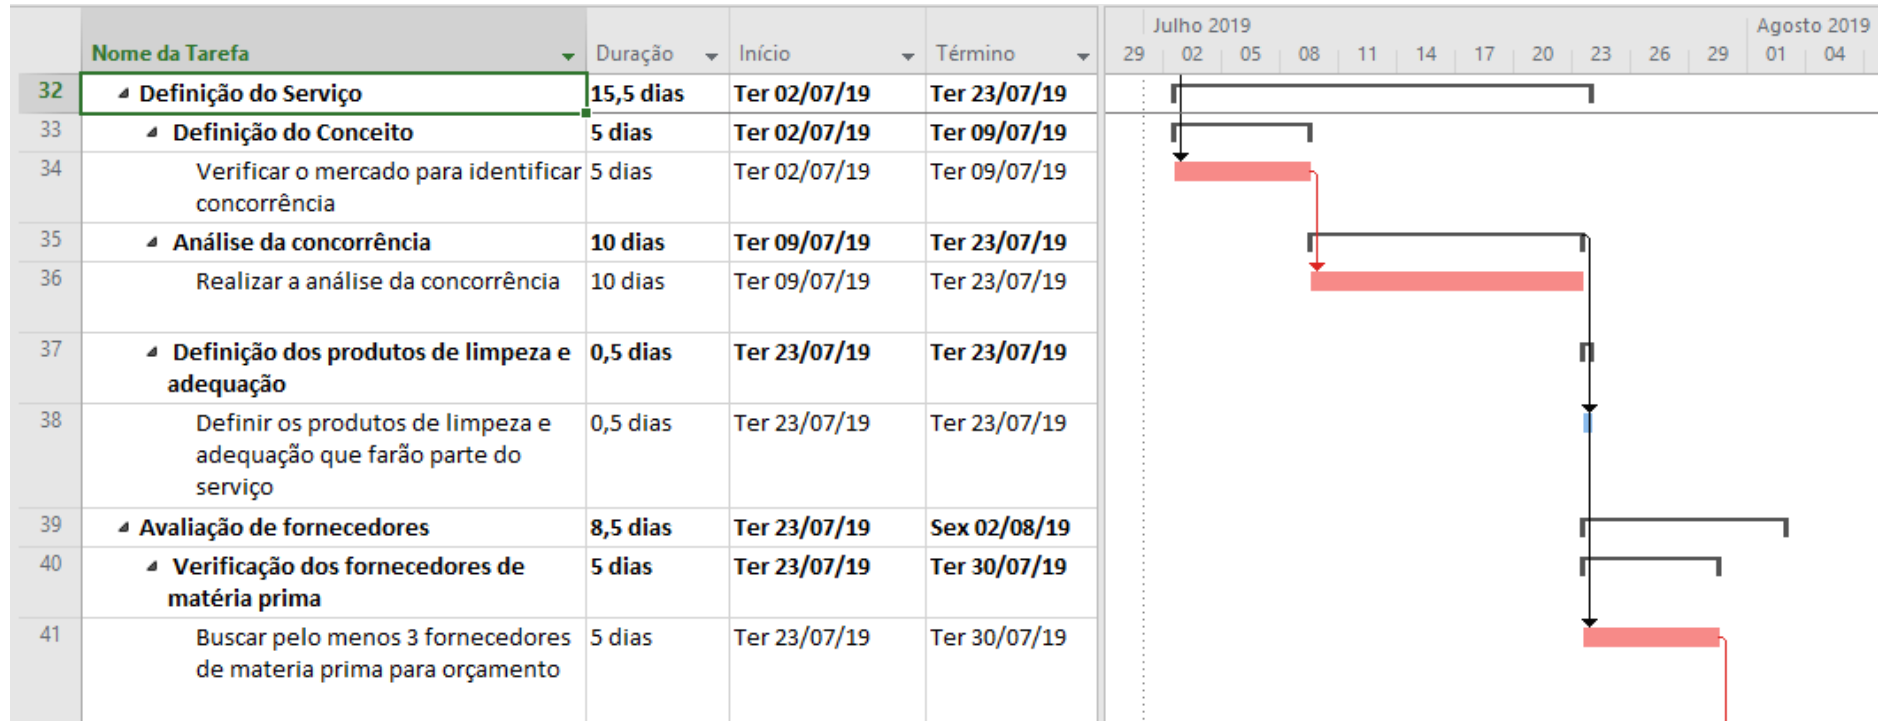 Julho 2019 Agosto 2019
Nome da Tarefa Duração Início Término 29 02 05 08 11 14 17 20 23 26 29 01 04
32 Definição do Serviço 15,5 dias Ter 02/07/19 Ter 23/07/19
33 Definição do Conceito 5 dias Ter 02/07/19 Ter 09/07/19
34 Verificar o mercado para identificar 5 dias Ter 02/07/19 Ter 09/07/19
concorrência
35 Análise da concorrência 10 dias Ter 09/07/19 Ter 23/07/19
36 Realizar a análise da concorrência 10 dias Ter 09/07/19 Ter 23/07/19
37 Definição dos produtos de limpeza e 0,5 dias Ter 23/07/19 Ter 23/07/19
adequação
38 Definir os produtos de limpeza e 0,5 dias Ter 23/07/19 Ter 23/07/19
adequação que farão parte do
serviço
39 Avaliação de fornecedores 8,5 dias Ter 23/07/19 Sex 02/08/19
40 Verificação dos fornecedores de 5 dias Ter 23/07/19 Ter 30/07/19
matéria prima
41 Buscar pelo menos 3 fornecedores 5 dias Ter 23/07/19 Ter 30/07/19
de materia prima para orçamento